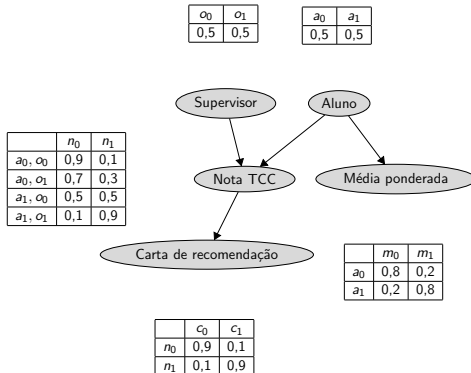 o0 o1
0,5 0,5
a0 a1
0,5 0,5
Supervisor
Aluno
n0 n1
a0, o0 0,9 0,1
a0, o1 0,7 0,3
a1, o0 0,5 0,5
a1, o1 0,1 0,9
Nota TCC
Média ponderada
Carta de recomendação
m0 m1
a0 0,8 0,2
a1 0,2 0,8
c0 c1
n0 0,9 0,1
n1 0,1 0,9